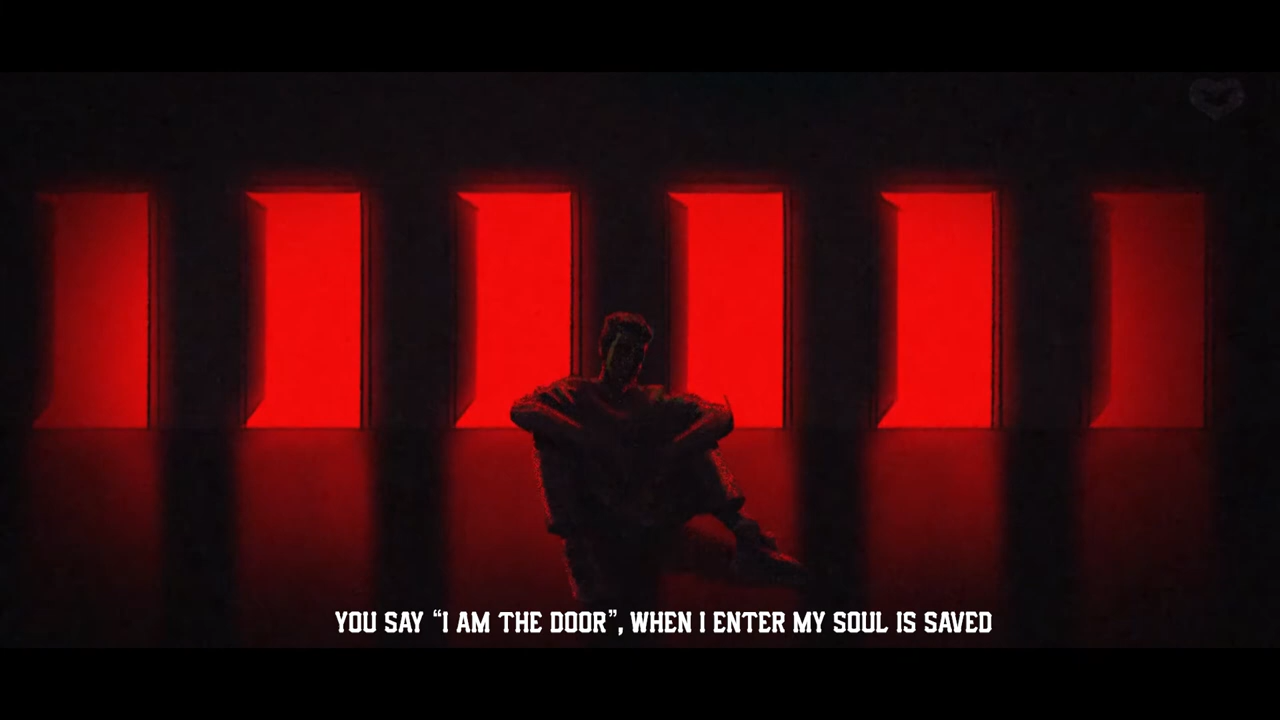 YOU SAY “I AM THE DOOR”, WHEN I ENTER MY SOUL IS SAVED